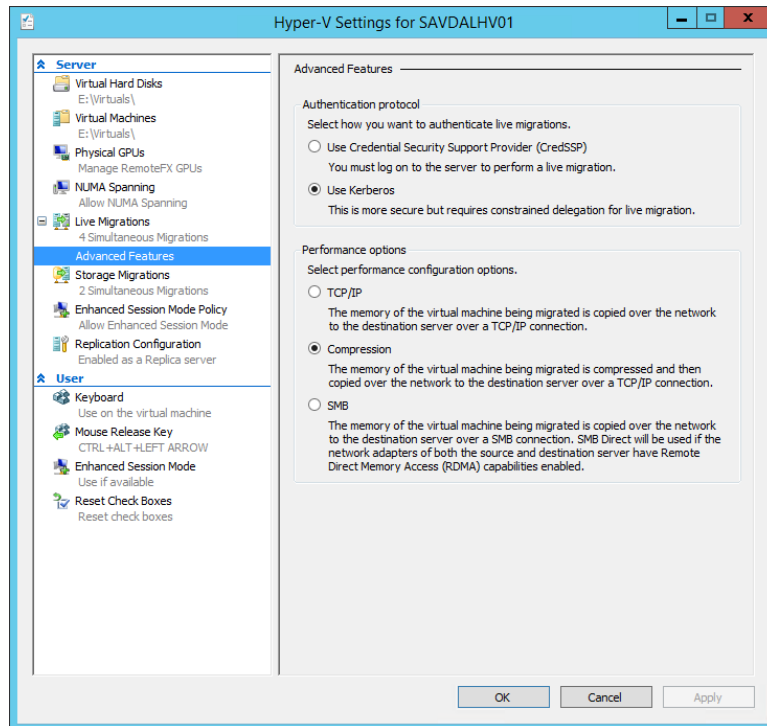 Hyper-V Settings for SAVDALHV01
Server
Virtual Hard Disks
E:\Virtuals\
Virtual Machines
E:\Virtuals\
Physical GPUs
Manage RemoteFX GPUs
NUMA Spanning
Allow NUMA Spanning
Live Migrations
4 Simultaneous Migrations
Advanced Features
Storage Migrations
2 Simultaneous Migrations
Enhanced Session Mode Policy
Allow Enhanced Session Mode
Replication Configuration
Enabled as a Replica server
User
Keyboard
Use on the virtual machine
Mouse Release Key
CTRL+ALT+LEFT ARROW
Enhanced Session Mode
Use if available
Reset Check Boxes
Reset check boxes
Advanced Features
Authentication protocol
Select how you want to authenticate live migrations.
Use Credential Security Support Provider (CredSSP)
You must log on to the server to perform a live migration.
Use Kerberos
This is more secure but requires constrained delegation for live migration.
Performance options
Select performance configuration options.
TCP/IP
The memory of the virtual machine being migrated is copied over the network
to the destination server over a TCP/IP connection.
Compression
The memory of the virtual machine being migrated is compressed and then
copied over the network to the destination server over a TCP/IP connection.
SMB
The memory of the virtual machine being migrated is copied over the network
to the destination server over a SMB connection. SMB Direct will be used if the
network adapters of both the source and destination server have Remote
Direct Memory Access (RDMA) capabilities enabled.
OK
Cancel
Apply